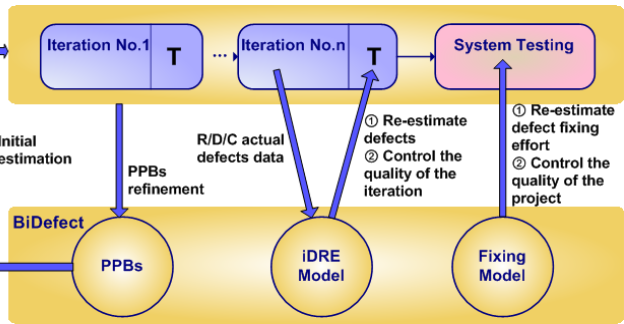 Iteration No.1
T
...
Iteration No.n
T
System Testing
Initial
estimation
PPBs
refinement
R/D/C actual
defects data
① Re-estimate
defects
② Control the
quality of the
iteration
① Re-estimate
defect fixing
effort
② Control the
quality of the
project
BiDefect
PPBs
iDRE
Model
Fixing
Model